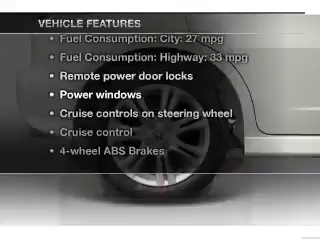 VEHICLE FEATURES
• Fuel Consumption: City: 27 mpg
• Fuel Consumption: Highway: 33 mpg
• Remote power door locks
• Power windows
• Cruise controls on steering wheel
• Cruise control
• 4-wheel ABS Brakes